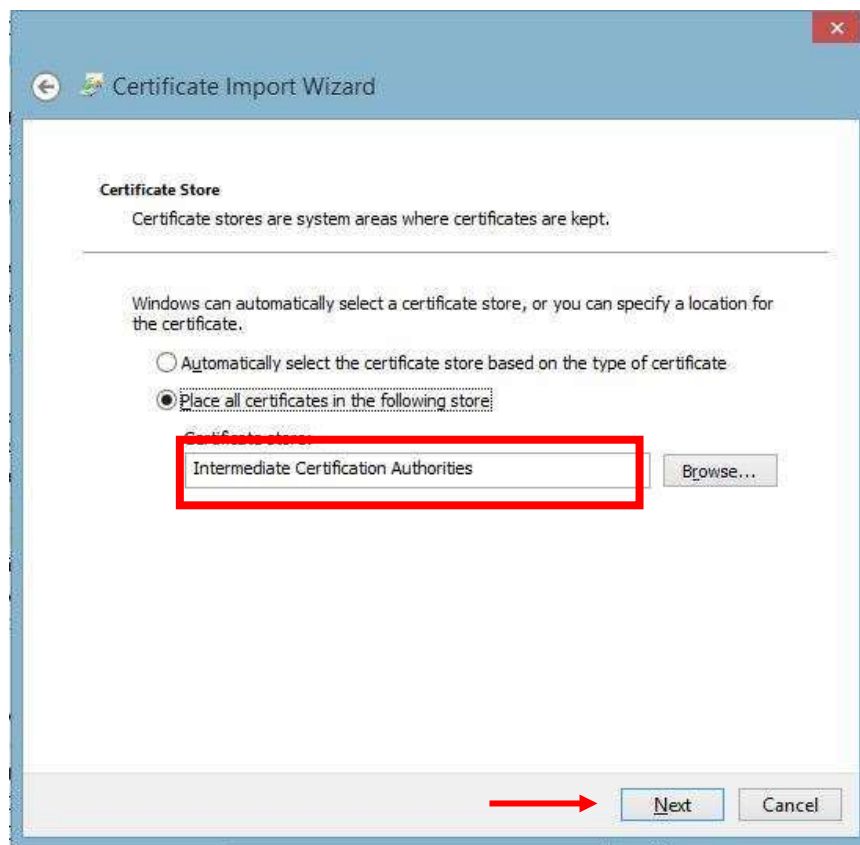 Certificate Import Wizard
Certificate Store
Certificate stores are system areas where certificates are kept.
Windows can automatically select a certificate store, or you can specify a location for
the certificate.
Automatically select the certificate store based on the type of certificate
Place all certificates in the following store
Certificate store:
Intermediate Certification Authorities
Browse...
Next
Cancel